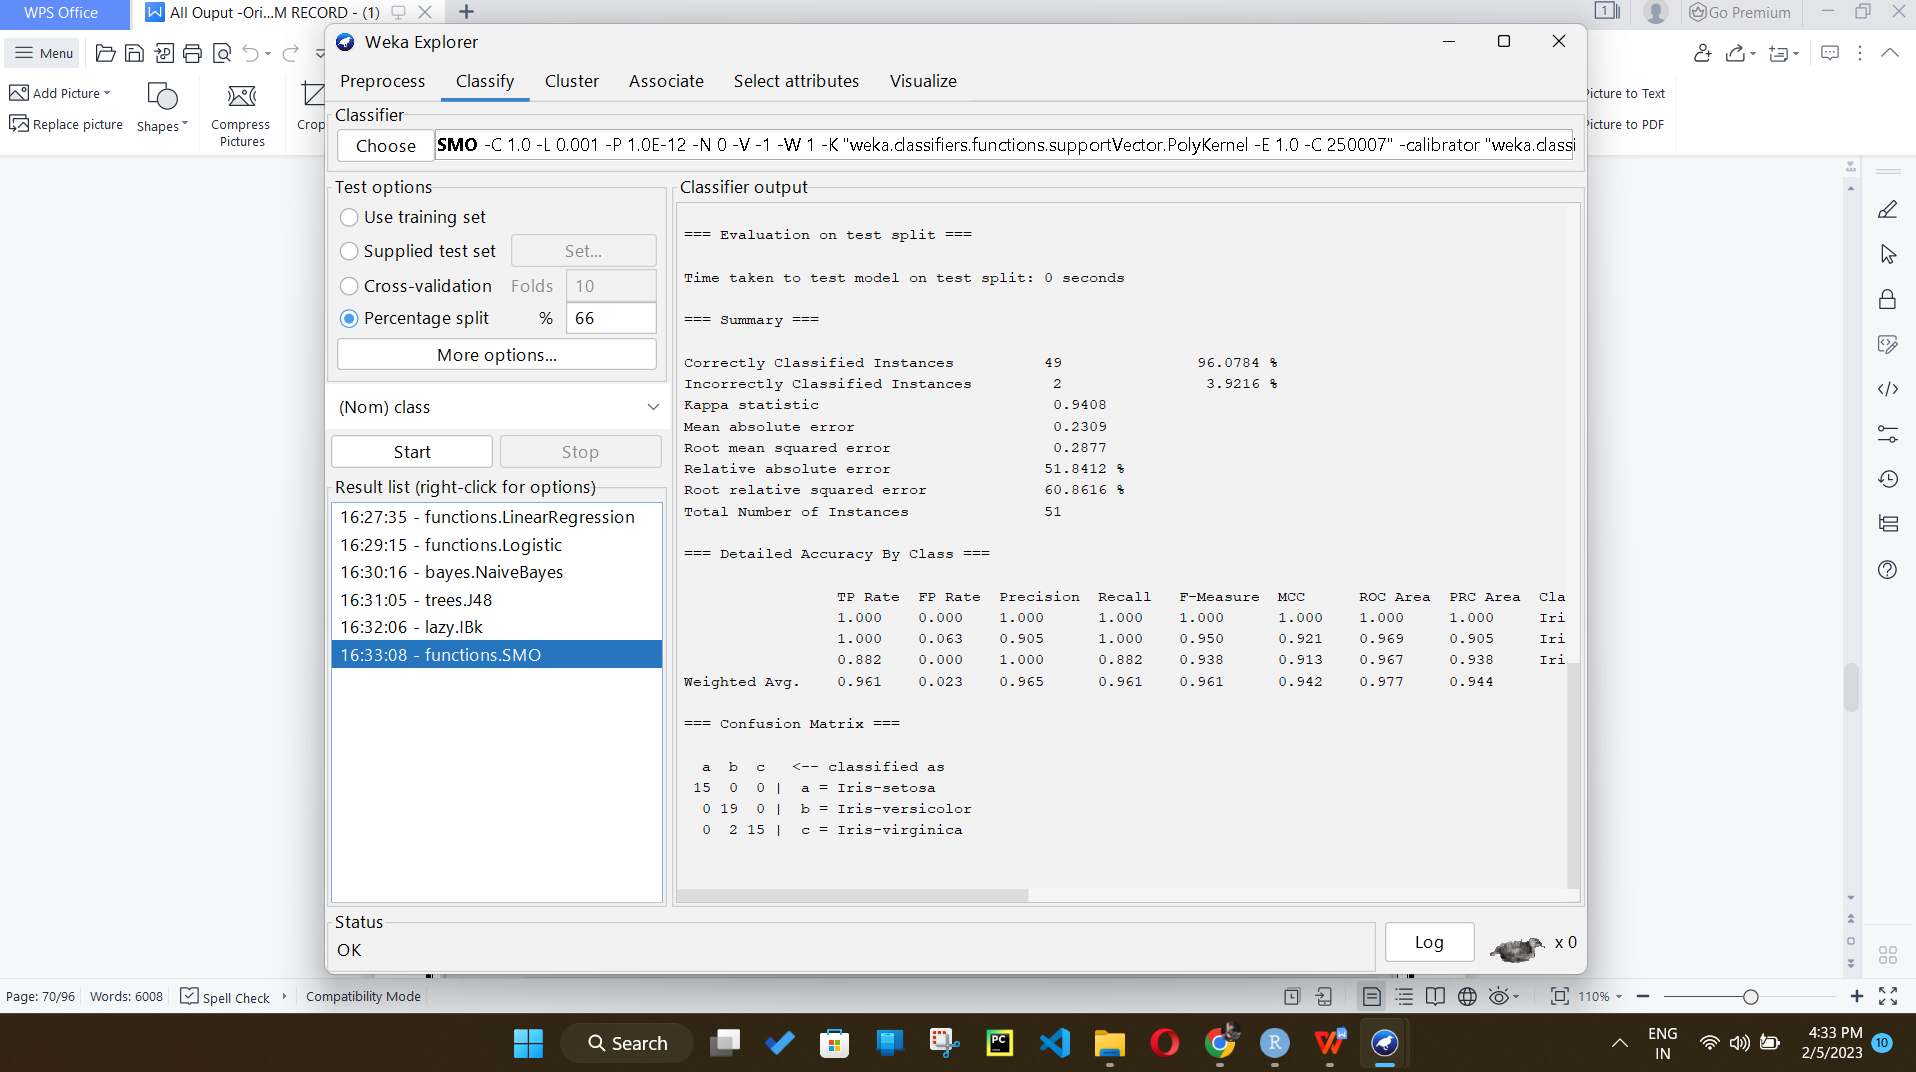 WPS Office
All Ouput -Ori...M RECORD - (1)
1
Go Premium
Menu
Add Picture
Replace picture
Shapes
Compress Pictures
Crop
Picture to Text
Picture to PDF
Weka Explorer
Preprocess Classify Cluster Associate Select attributes Visualize
Classifier
Choose
SMO -C 1.0 -L 0.001 -P 1.0E-12 -N 0 -V -1 -W 1 -K "weka.classifiers.functions.supportVector.PolyKernel -E 1.0 -C 250007" -calibrator "weka.classi
Test options
Use training set
Supplied test set Set...
Cross-validation Folds 10
Percentage split % 66
More options...
(Nom) class
Start Stop
Result list (right-click for options)
16:27:35 - functions.LinearRegression
16:29:15 - functions.Logistic
16:30:16 - bayes.NaiveBayes
16:31:05 - trees.J48
16:32:06 - lazy.IBk
16:33:08 - functions.SMO
Classifier output
=== Evaluation on test split ===
Time taken to test model on test split: 0 seconds
=== Summary ===
Correctly Classified Instances 49 96.0784 %
Incorrectly Classified Instances 2 3.9216 %
Kappa statistic 0.9408
Mean absolute error 0.2309
Root mean squared error 0.2877
Relative absolute error 51.8412 %
Root relative squared error 60.8616 %
Total Number of Instances 51
=== Detailed Accuracy By Class ===
TP Rate FP Rate Precision Recall F-Measure MCC ROC Area PRC Area Cla
1.000 0.000 1.000 1.000 1.000 1.000 1.000 1.000 Iri
1.000 0.063 0.905 1.000 0.950 0.921 0.969 0.905 Iri
0.882 0.000 1.000 0.882 0.938 0.913 0.967 0.938 Iri
Weighted Avg. 0.961 0.023 0.965 0.961 0.961 0.942 0.977 0.944
=== Confusion Matrix ===
a b c <-- classified as
15 0 0 | a = Iris-setosa
0 19 0 | b = Iris-versicolor
0 2 15 | c = Iris-virginica
Status
OK
Log
x 0
Page: 70/96 Words: 6008 Spell Check Compatibility Mode
110%
Search
PC
R
ENG
IN
4:33 PM
2/5/2023
10